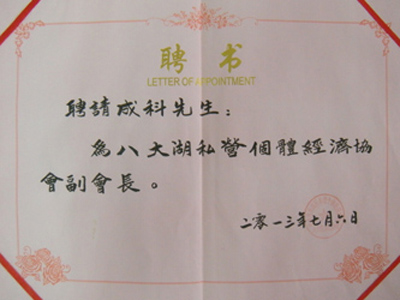 聘书
LETTER OF APPOINTMENT
聘請成科先生：
為八大湖私營個體經濟協
會副會長。
二零一三年七月六日